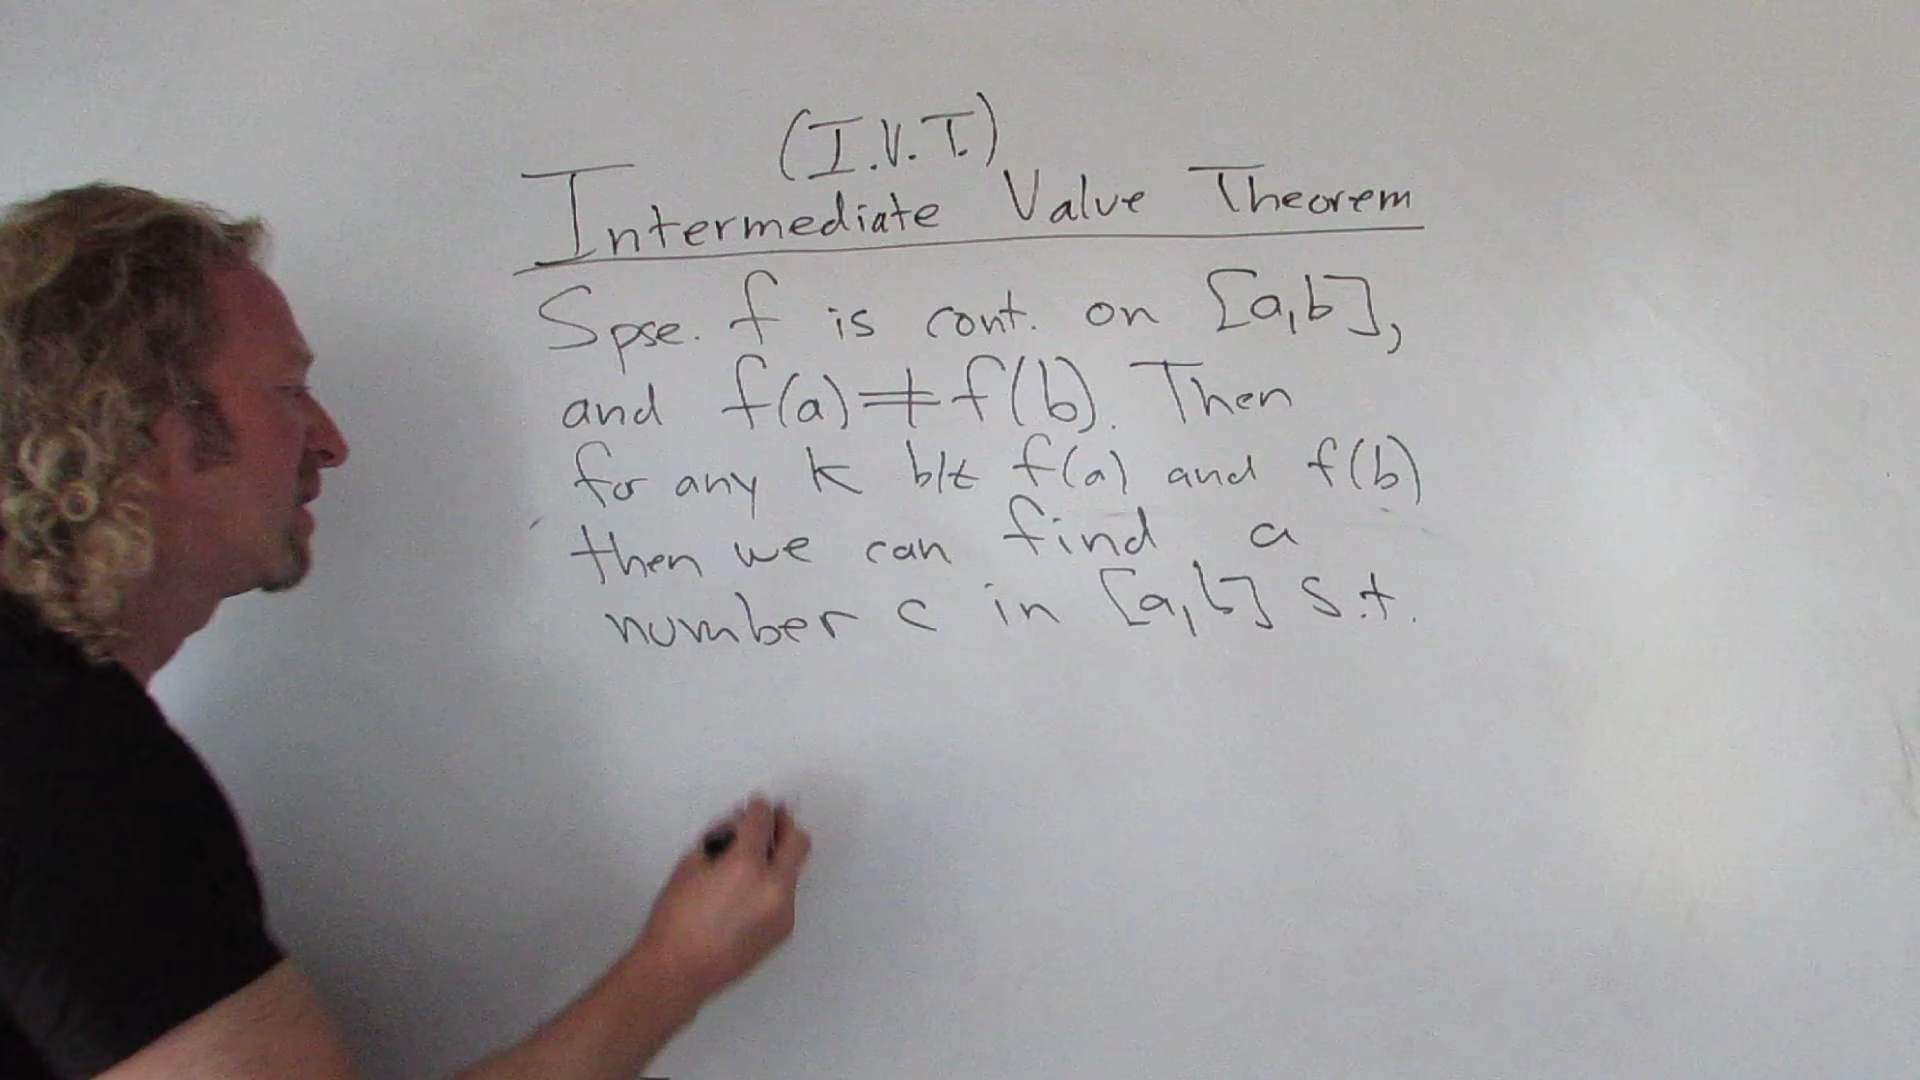 (I.V.T.)
Intermediate Value Theorem
Spse. f is cont. on [a,b],
and f(a)≠f(b). Then
for any k b/t f(a) and f(b)
then we can find a
number c in [a,b] s.t.